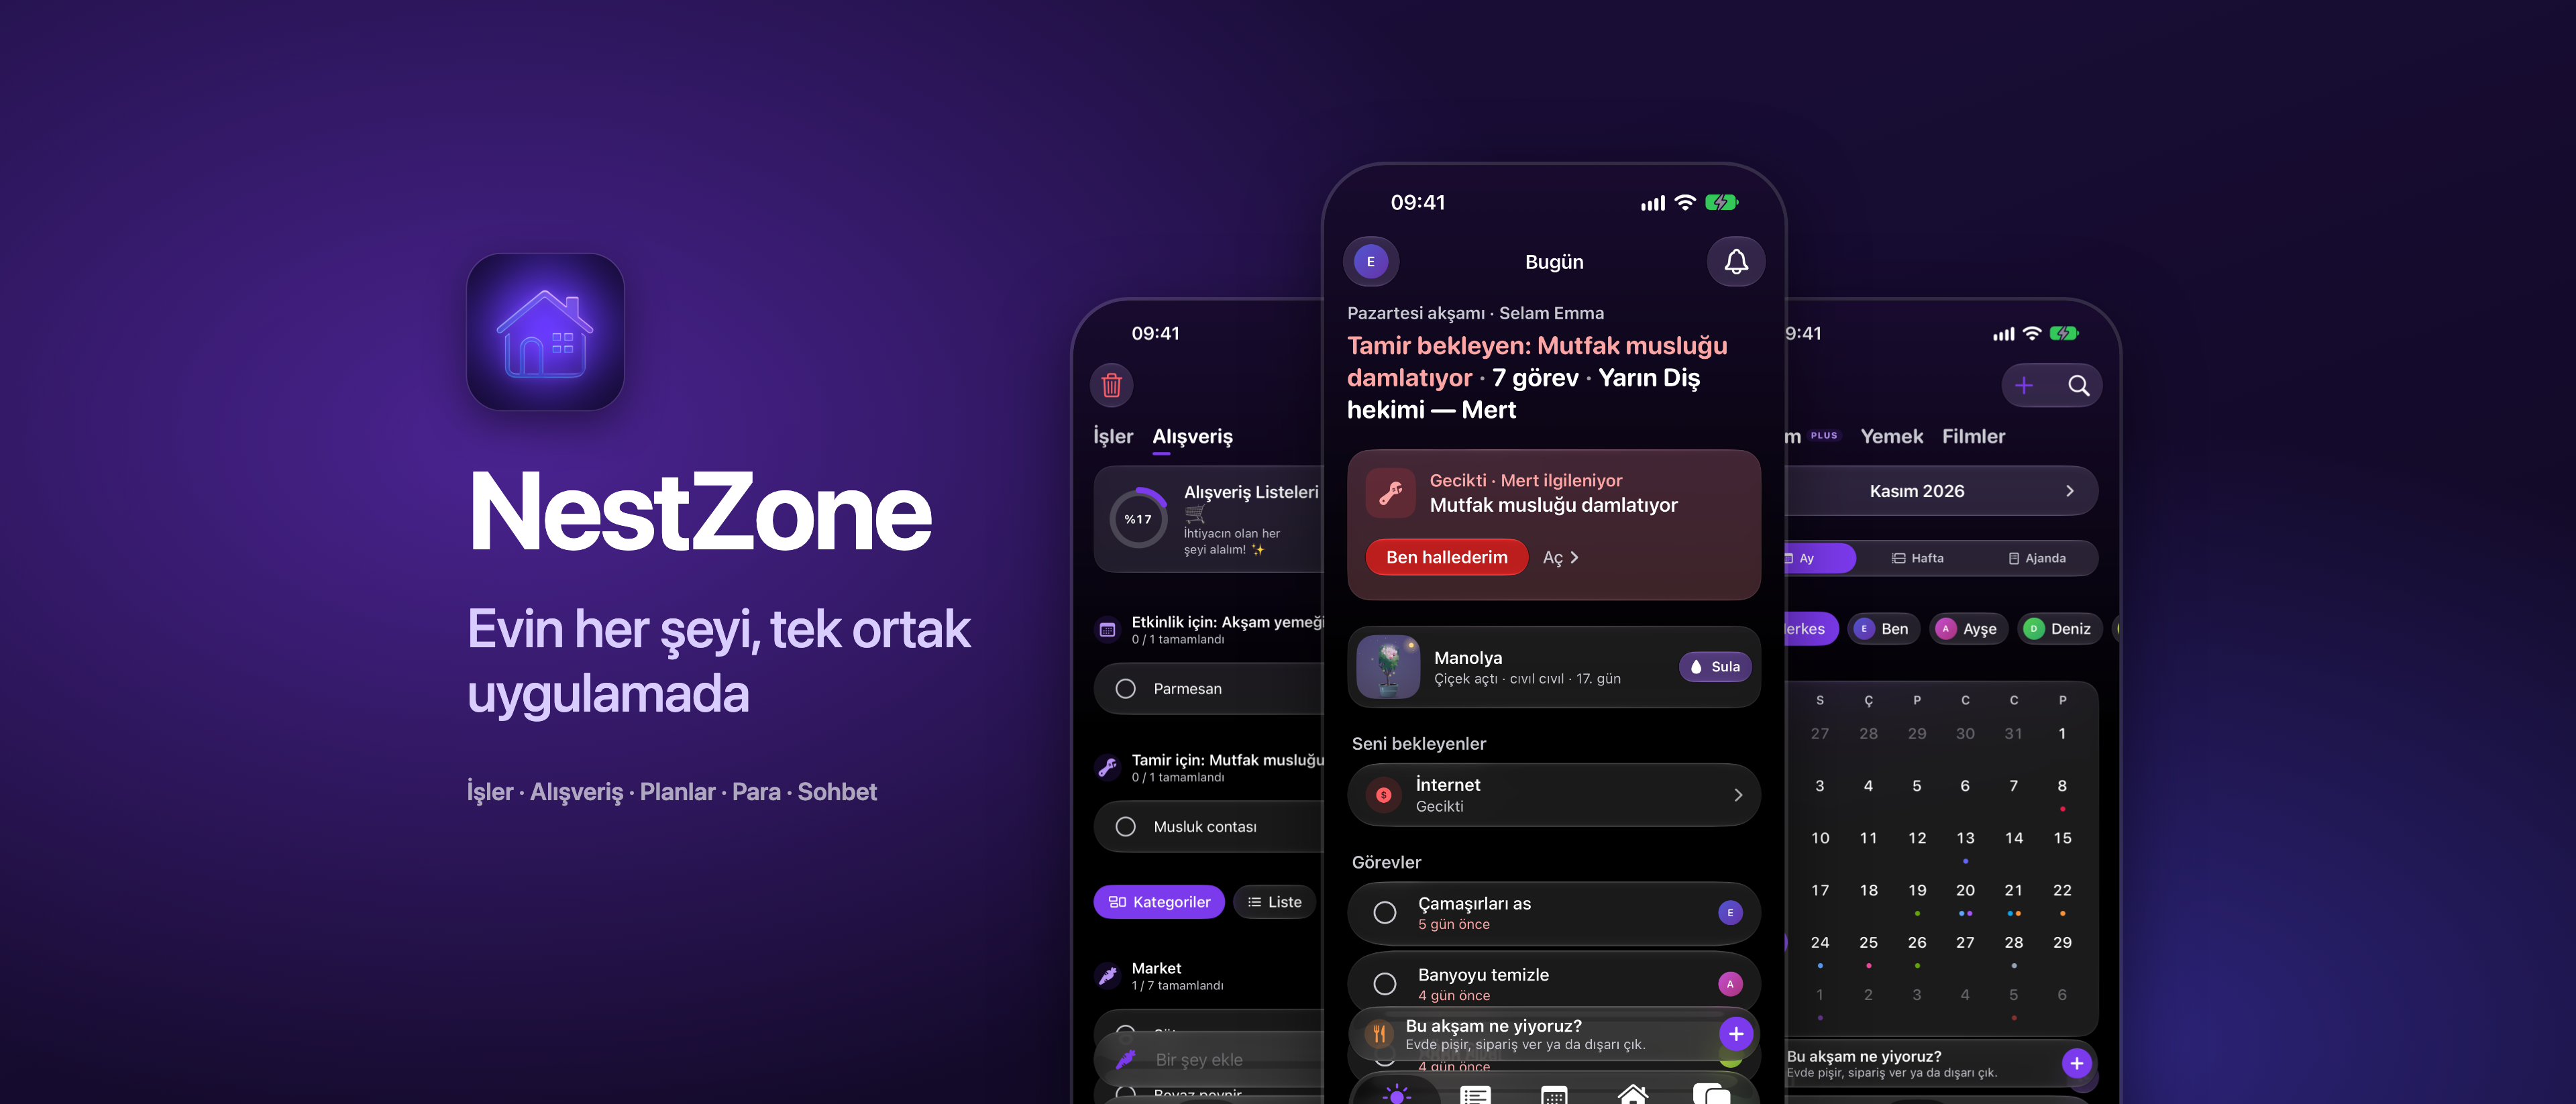 NestZone
Evin her şeyi, tek ortak
uygulamada
İşler · Alışveriş · Planlar · Para · Sohbet
09:41
İşler Alışveriş
%17
Alışveriş Listeleri
İhtiyacın olan her
şeyi alalım! ✨
Etkinlik için: Akşam yemeği
0 / 1 tamamlandı
Parmesan
Tamir için: Mutfak musluğu
0 / 1 tamamlandı
Musluk contası
Kategoriler Liste
Market
1 / 7 tamamlandı
Bir şey ekle
Beyaz peynir
09:41
E
Bugün
Pazartesi akşamı · Selam Emma
Tamir bekleyen: Mutfak musluğu
damlatıyor · 7 görev · Yarın Diş
hekimi — Mert
Gecikti · Mert ilgileniyor
Mutfak musluğu damlatıyor
Ben hallederim Aç
Manolya
Çiçek açtı · cıvıl cıvıl · 17. gün
Sula
Seni bekleyenler
İnternet
Gecikti
Görevler
Çamaşırları as
5 gün önce
E
Banyoyu temizle
4 gün önce
A
Bu akşam ne yiyoruz?
Evde pişir, sipariş ver ya da dışarı çık.
4 gün önce
9:41
m PLUS Yemek Filmler
Kasım 2026
Ay Hafta Ajanda
erkes E Ben A Ayşe D Deniz
S Ç P C C P
27 28 29 30 31 1
3 4 5 6 7 8
10 11 12 13 14 15
17 18 19 20 21 22
24 25 26 27 28 29
1 2 3 4 5 6
Bu akşam ne yiyoruz?
Evde pişir, sipariş ver ya da dışarı çık.